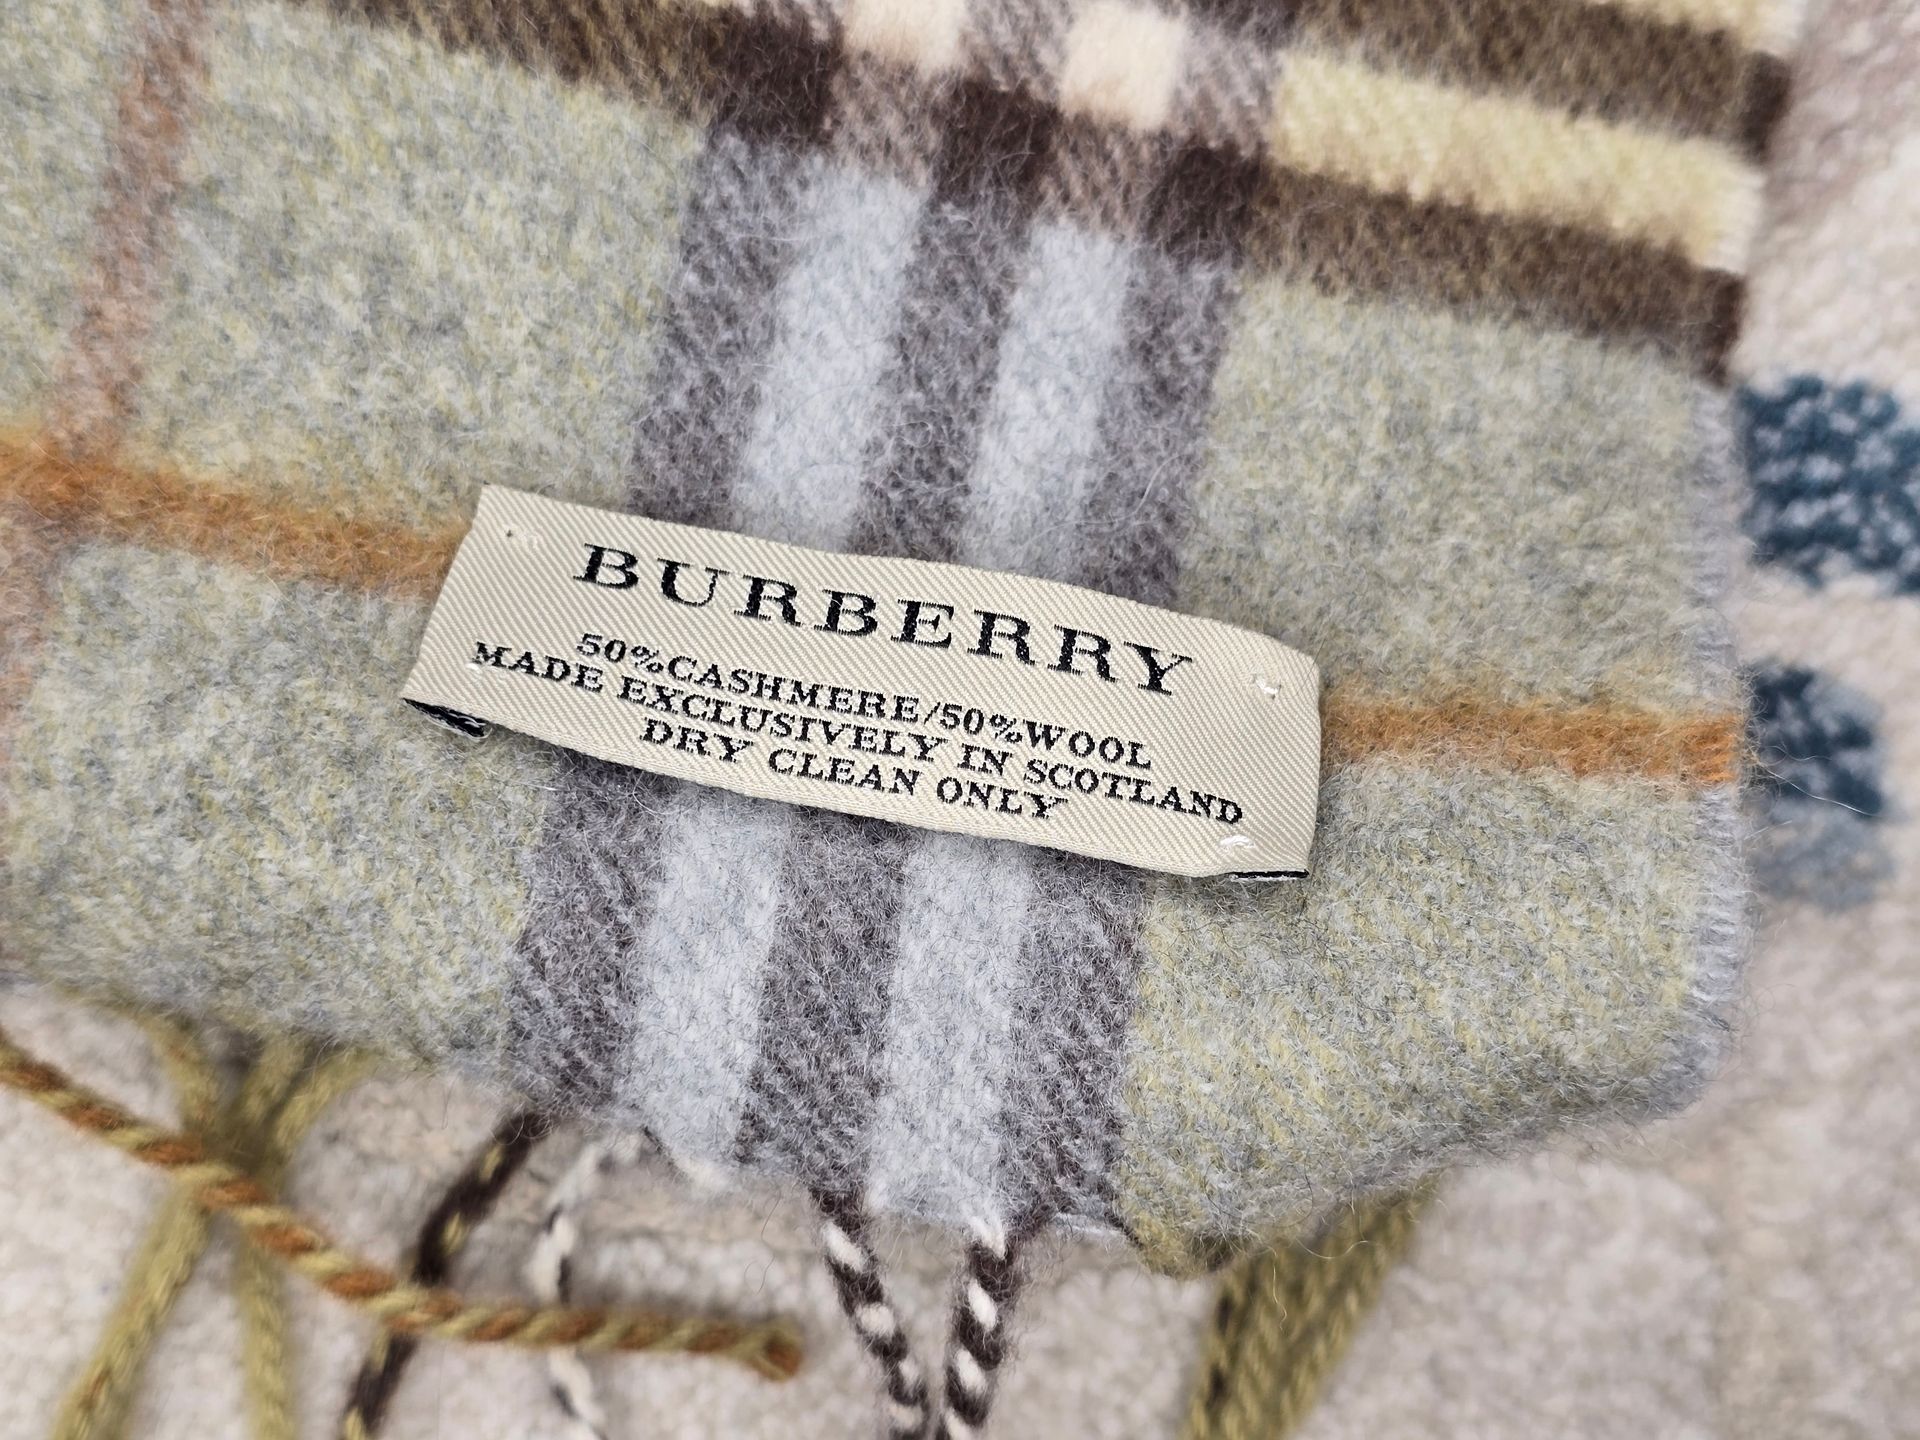 BURBERRY
50%CASHMERE/50%WOOL
MADE EXCLUSIVELY IN SCOTLAND
DRY CLEAN ONLY